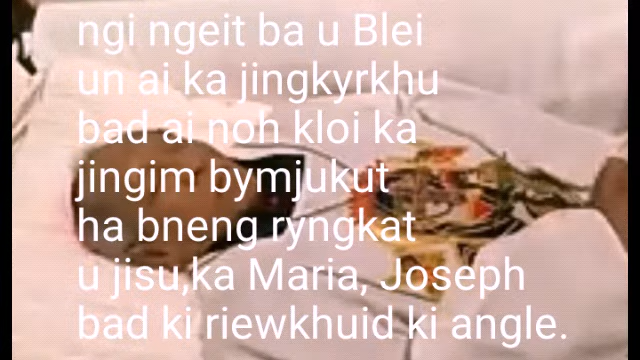 ngi ngeit ba u Blei
un ai ka jingkyrkhu
bad ai noh kloi ka
jingim bymjukut
ha bneng ryngkat
u jisu,ka Maria, Joseph
bad ki riewkhuid ki angle.